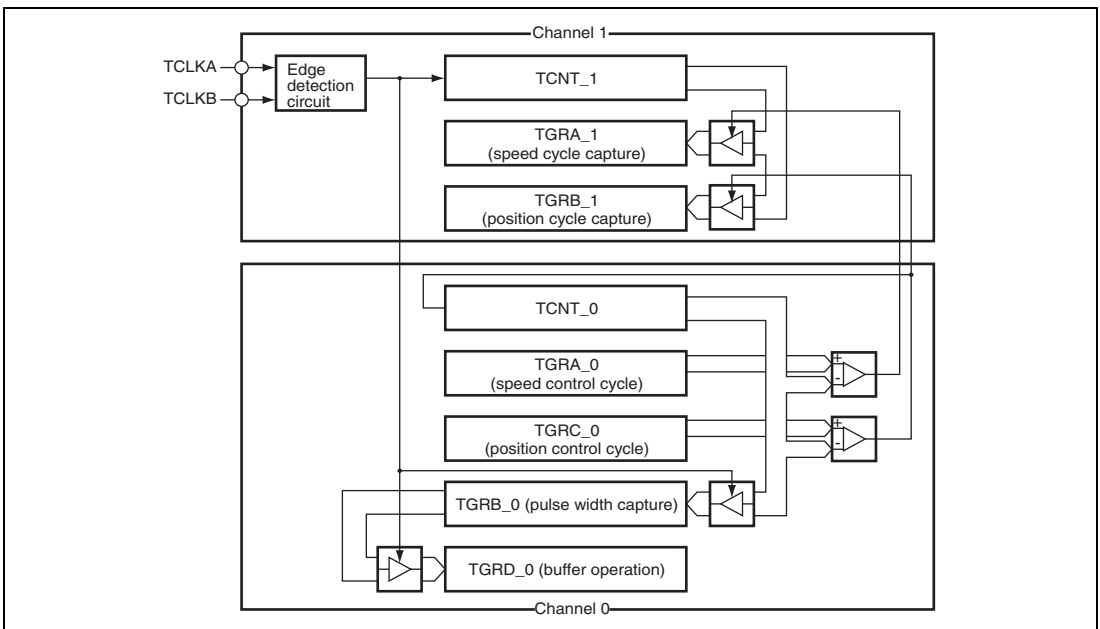 Channel 1
TCLKA
TCLKB
Edge
detection
circuit
TCNT_1
TGRA_1
(speed cycle capture)
TGRB_1
(position cycle capture)
TCNT_0
TGRA_0
(speed control cycle)
TGRC_0
(position control cycle)
TGRB_0 (pulse width capture)
TGRD_0 (buffer operation)
+
-
+
-
Channel 0